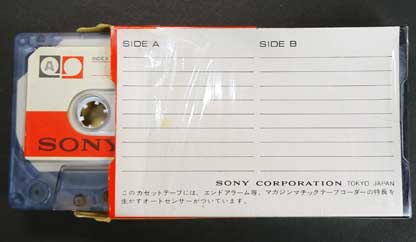 SIDE A SIDE B
A
INDEX
SONY
SONY CORPORATION TOKYO JAPAN
このカセットテープには、エンドアラーム等、マガジンマチックテープコーダーの特長を
生かすオートセンサーがついています。